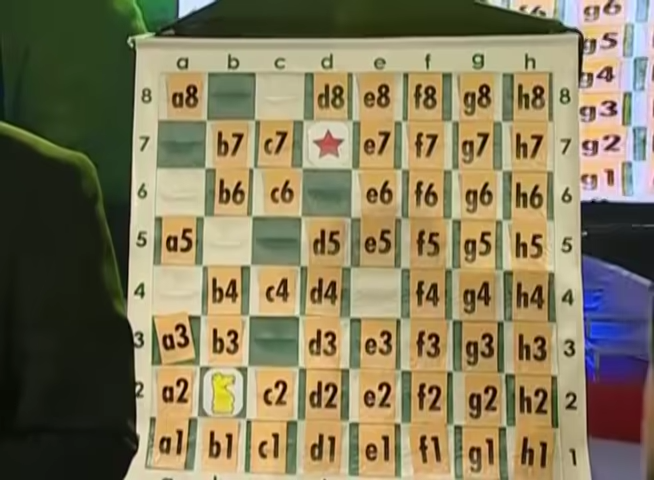 g6
g5
g4
g3
g2
g1
a b c d e f g h
8 a8 d8 e8 f8 g8 h8 8
7 b7 c7 e7 f7 g7 h7 7
6 b6 c6 e6 f6 g6 h6 6
5 a5 d5 e5 f5 g5 h5 5
4 b4 c4 d4 f4 g4 h4 4
3 a3 b3 d3 e3 f3 g3 h3 3
2 a2 c2 d2 e2 f2 g2 h2 2
a1 b1 c1 d1 e1 f1 g1 h1 1